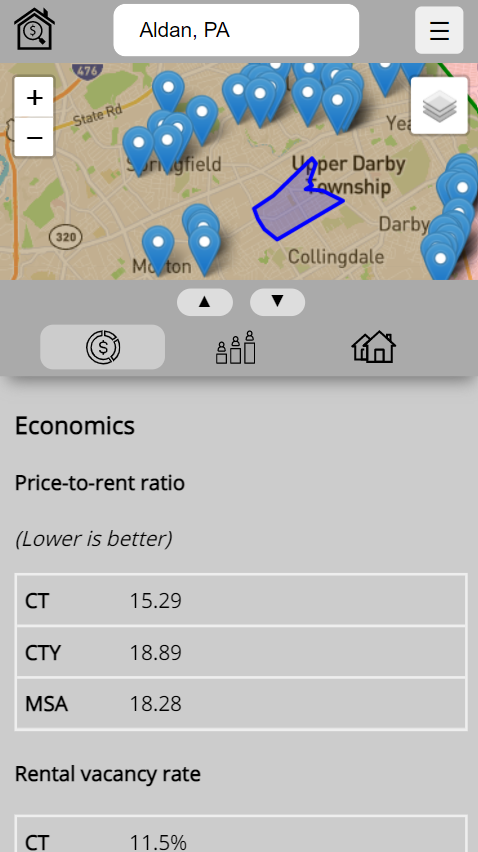 $
Aldan, PA
☰
476
State Rd
+
−
Springfield
Upper Darby
Township
Yea
320
Darby
Collingdale
▲ ▼
$
Economics
Price-to-rent ratio
(Lower is better)
CT 15.29
CTY 18.89
MSA 18.28
Rental vacancy rate
CT 11.5%